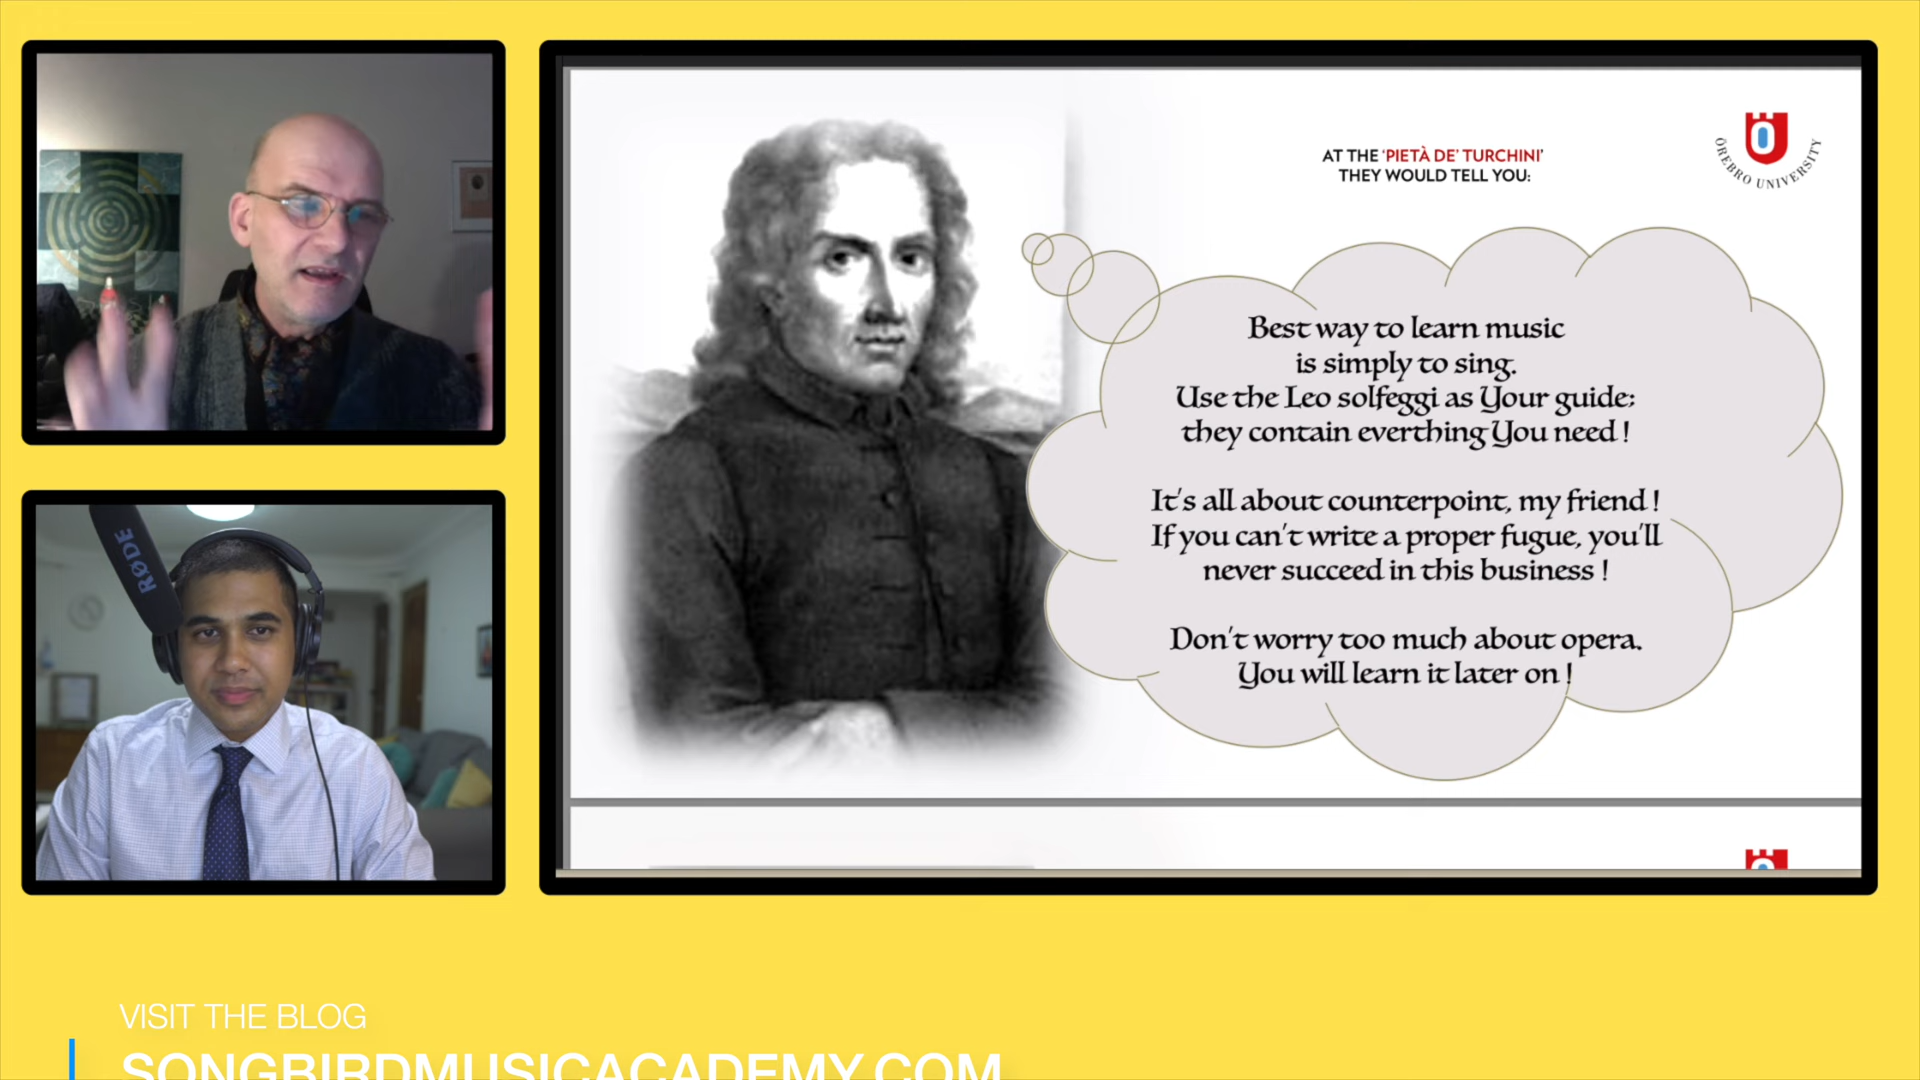 RØDE
AT THE 'PIETÀ DE' TURCHINI'
THEY WOULD TELL YOU:
Ö
ÖREBRO UNIVERSITY
Best way to learn music
is simply to sing.
Use the Leo solfeggi as Your guide:
they contain everthing You need !
It's all about counterpoint, my friend !
If you can't write a proper fugue, you'll
never succeed in this business !
Don't worry too much about opera.
You will learn it later on !
VISIT THE BLOG
SONGBIRDMUSICACADEMY.COM